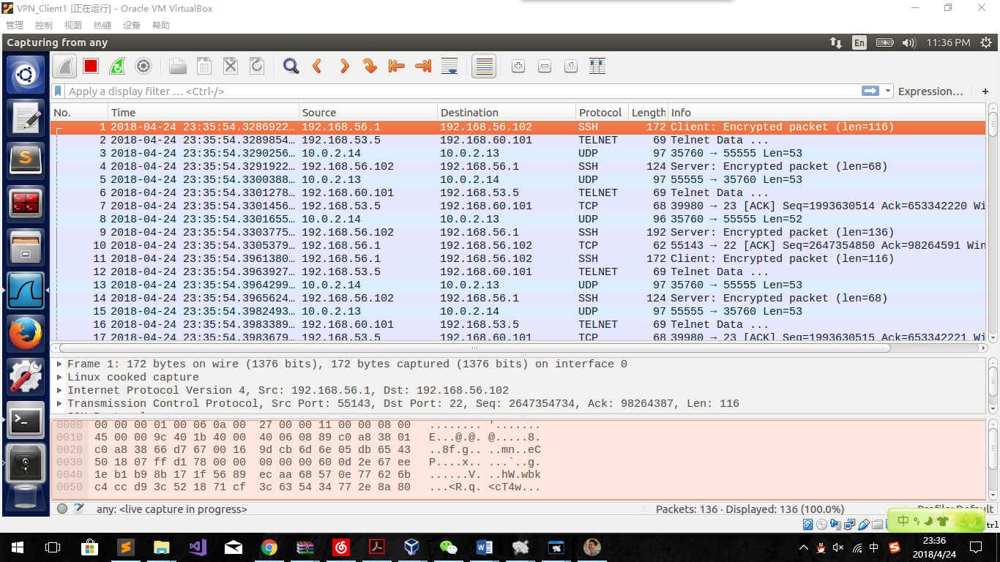 VPN_Client1 [正在运行] - Oracle VM VirtualBox
管理 控制 视图 热键 设备 帮助
Capturing from any En 11:36 PM
Apply a display filter … <Ctrl-/> Expression… +
No. Time Source Destination Protocol Length Info
1 2018-04-24 23:35:54.3286922… 192.168.56.1 192.168.56.102 SSH 172 Client: Encrypted packet (len=116)
2 2018-04-24 23:35:54.3289854… 192.168.53.5 192.168.60.101 TELNET 69 Telnet Data ...
3 2018-04-24 23:35:54.3290256… 10.0.2.14 10.0.2.13 UDP 97 35760 → 55555 Len=53
4 2018-04-24 23:35:54.3291922… 192.168.56.102 192.168.56.1 SSH 124 Server: Encrypted packet (len=68)
5 2018-04-24 23:35:54.3300388… 10.0.2.13 10.0.2.14 UDP 97 55555 → 35760 Len=53
6 2018-04-24 23:35:54.3301278… 192.168.60.101 192.168.53.5 TELNET 69 Telnet Data ...
7 2018-04-24 23:35:54.3301456… 192.168.53.5 192.168.60.101 TCP 68 39980 → 23 [ACK] Seq=1993630514 Ack=653342220 Wi
8 2018-04-24 23:35:54.3301655… 10.0.2.14 10.0.2.13 UDP 96 35760 → 55555 Len=52
9 2018-04-24 23:35:54.3303775… 192.168.56.102 192.168.56.1 SSH 192 Server: Encrypted packet (len=136)
10 2018-04-24 23:35:54.3305379… 192.168.56.1 192.168.56.102 TCP 62 55143 → 22 [ACK] Seq=2647354850 Ack=98264591 Win
11 2018-04-24 23:35:54.3961380… 192.168.56.1 192.168.56.102 SSH 172 Client: Encrypted packet (len=116)
12 2018-04-24 23:35:54.3963927… 192.168.53.5 192.168.60.101 TELNET 69 Telnet Data ...
13 2018-04-24 23:35:54.3964299… 10.0.2.14 10.0.2.13 UDP 97 35760 → 55555 Len=53
14 2018-04-24 23:35:54.3965624… 192.168.56.102 192.168.56.1 SSH 124 Server: Encrypted packet (len=68)
15 2018-04-24 23:35:54.3982493… 10.0.2.13 10.0.2.14 UDP 97 55555 → 35760 Len=53
16 2018-04-24 23:35:54.3983389… 192.168.60.101 192.168.53.5 TELNET 69 Telnet Data ...
17 2018-04-24 23:35:54.3983679… 192.168.53.5 192.168.60.101 TCP 68 39980 → 23 [ACK] Seq=1993630515 Ack=653342221 Wi
Frame 1: 172 bytes on wire (1376 bits), 172 bytes captured (1376 bits) on interface 0
Linux cooked capture
Internet Protocol Version 4, Src: 192.168.56.1, Dst: 192.168.56.102
Transmission Control Protocol, Src Port: 55143, Dst Port: 22, Seq: 2647354734, Ack: 98264387, Len: 116
0000 00 00 00 01 00 06 0a 00 27 00 00 11 00 00 08 00 ........ '.......
0010 45 00 00 9c 40 1b 40 00 40 06 08 89 c0 a8 38 01 E...@.@. @.....8.
0020 c0 a8 38 66 d7 67 00 16 9d cb 6d 6e 05 db 65 43 ..8f.g.. ..mn..eC
0030 50 18 07 ff d1 78 00 00 00 00 00 60 0d 2e 67 ee P....x.. ...`..g.
0040 1e b1 b9 8b 17 1f 56 89 ec aa 68 57 0e 77 62 6b ......V. ..hW.wbk
0050 c4 cc d9 3c 52 18 71 cf 3c 63 54 34 77 2e 8a 80 ...<R.q. <cT4w...
any: <live capture in progress> Packets: 136 · Displayed: 136 (100.0%) Profile: Default
中
trl
中
23:36
2018/4/24